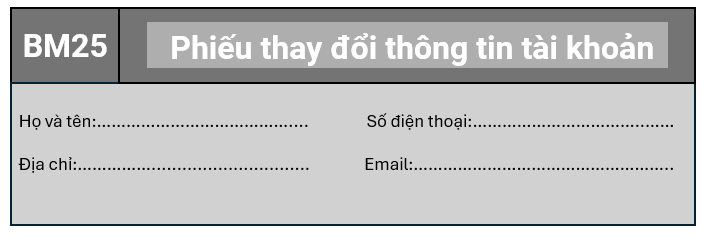 BM25 Phiếu thay đổi thông tin tài khoản
Họ và tên:.......................................... Số điện thoại:........................................
Địa chỉ:.............................................. Email:....................................................